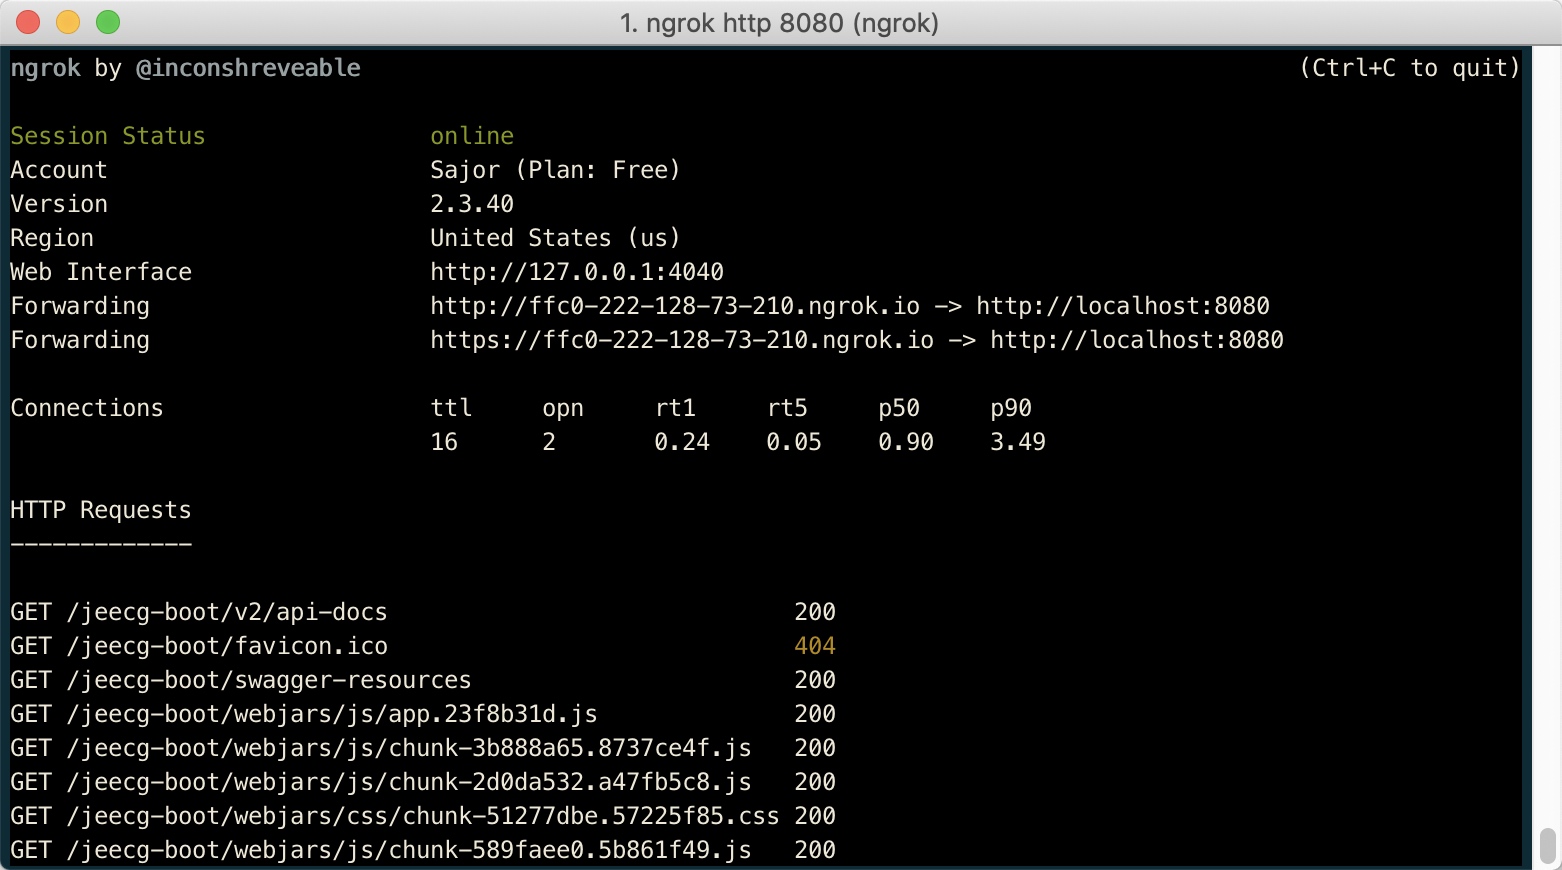 1. ngrok http 8080 (ngrok)
ngrok by @inconshreveable (Ctrl+C to quit)
Session Status online
Account Sajor (Plan: Free)
Version 2.3.40
Region United States (us)
Web Interface http://127.0.0.1:4040
Forwarding http://ffc0-222-128-73-210.ngrok.io -> http://localhost:8080
Forwarding https://ffc0-222-128-73-210.ngrok.io -> http://localhost:8080
Connections ttl opn rt1 rt5 p50 p90
16 2 0.24 0.05 0.90 3.49
HTTP Requests
-------------
GET /jeecg-boot/v2/api-docs 200
GET /jeecg-boot/favicon.ico 404
GET /jeecg-boot/swagger-resources 200
GET /jeecg-boot/webjars/js/app.23f8b31d.js 200
GET /jeecg-boot/webjars/js/chunk-3b888a65.8737ce4f.js 200
GET /jeecg-boot/webjars/js/chunk-2d0da532.a47fb5c8.js 200
GET /jeecg-boot/webjars/css/chunk-51277dbe.57225f85.css 200
GET /jeecg-boot/webjars/js/chunk-589faee0.5b861f49.js 200